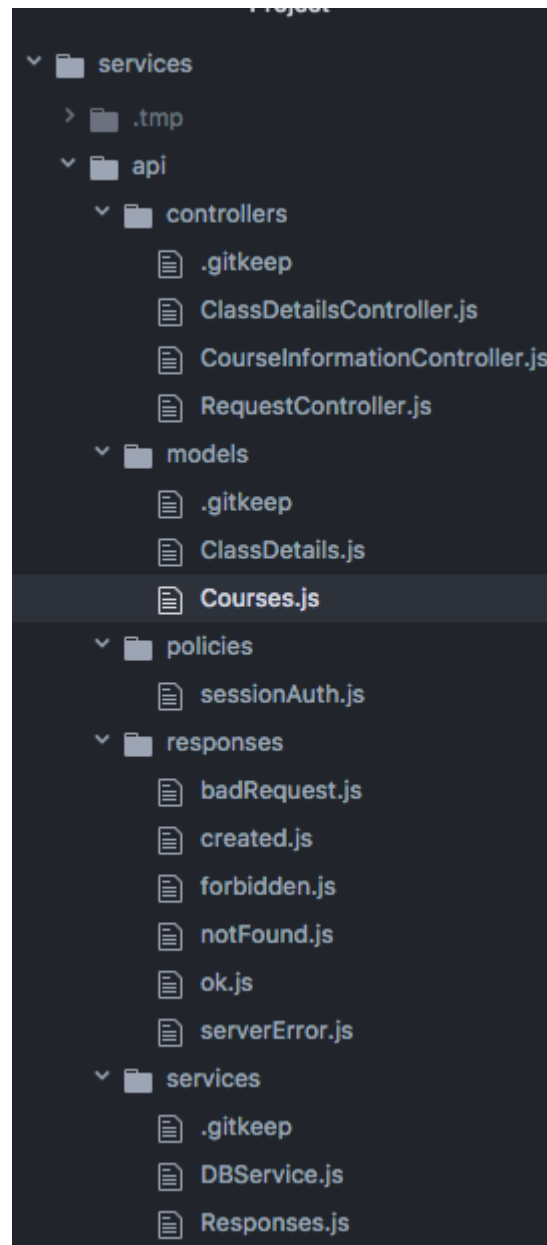 Project
services
.tmp
api
controllers
.gitkeep
ClassDetailsController.js
CourseInformationController.js
RequestController.js
models
.gitkeep
ClassDetails.js
Courses.js
policies
sessionAuth.js
responses
badRequest.js
created.js
forbidden.js
notFound.js
ok.js
serverError.js
services
.gitkeep
DBService.js
Responses.js